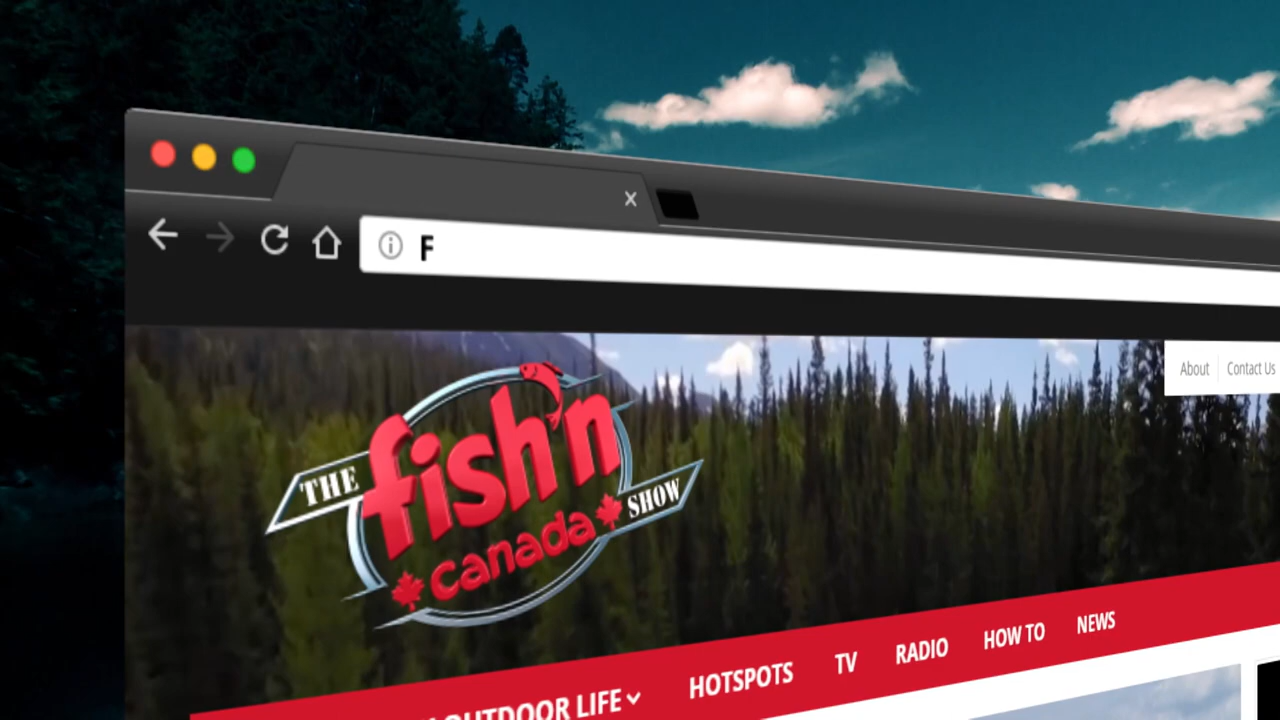 F
About
Contact Us
THE
fish'n
canada
SHOW
OUTDOOR LIFE
HOTSPOTS
TV
RADIO
HOW TO
NEWS